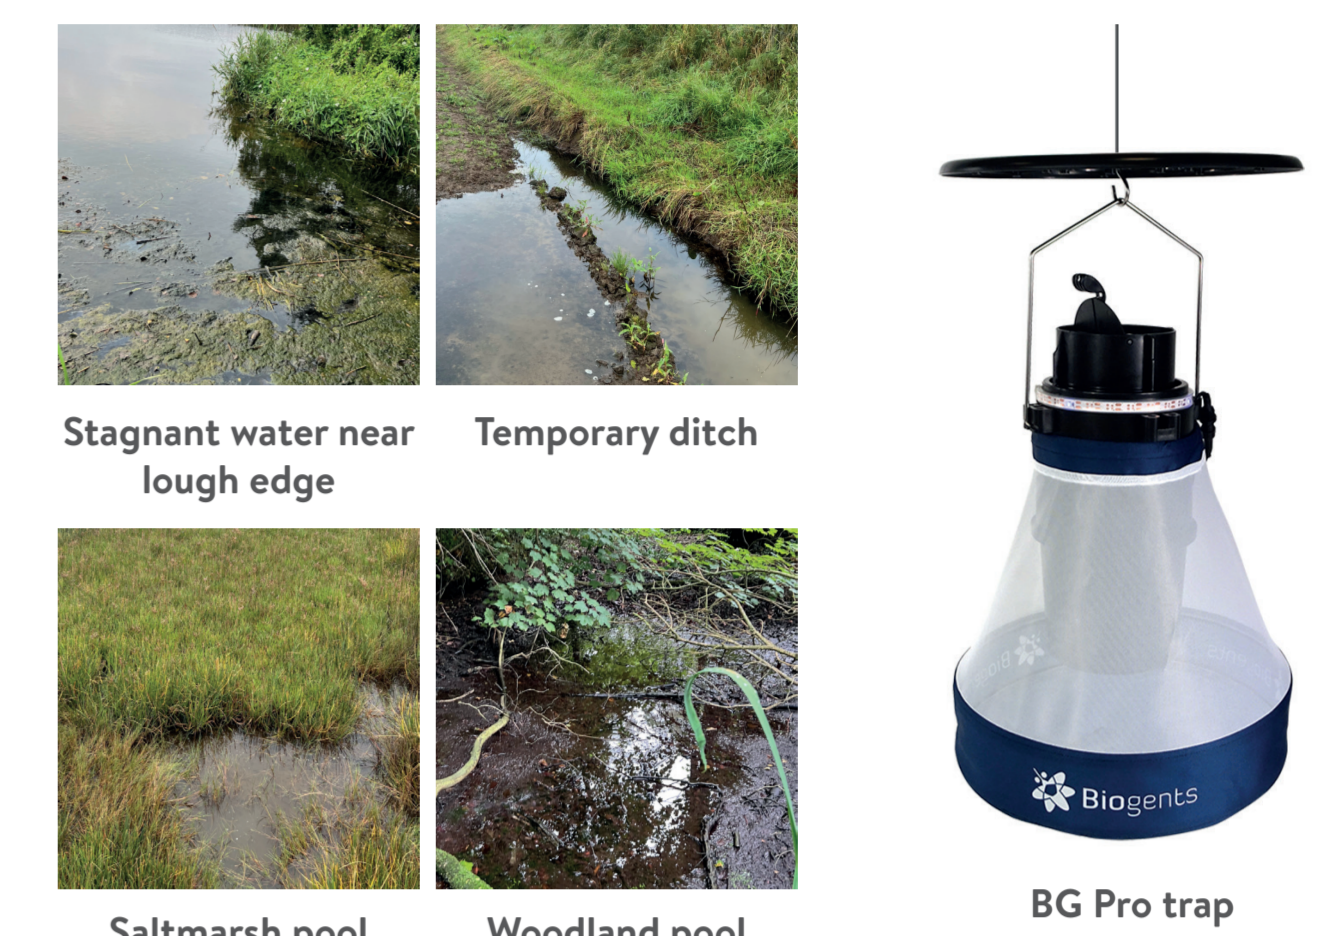 Stagnant water near
lough edge
Temporary ditch
Saltmarsh pool
Woodland pool
Biogents
BG Pro trap